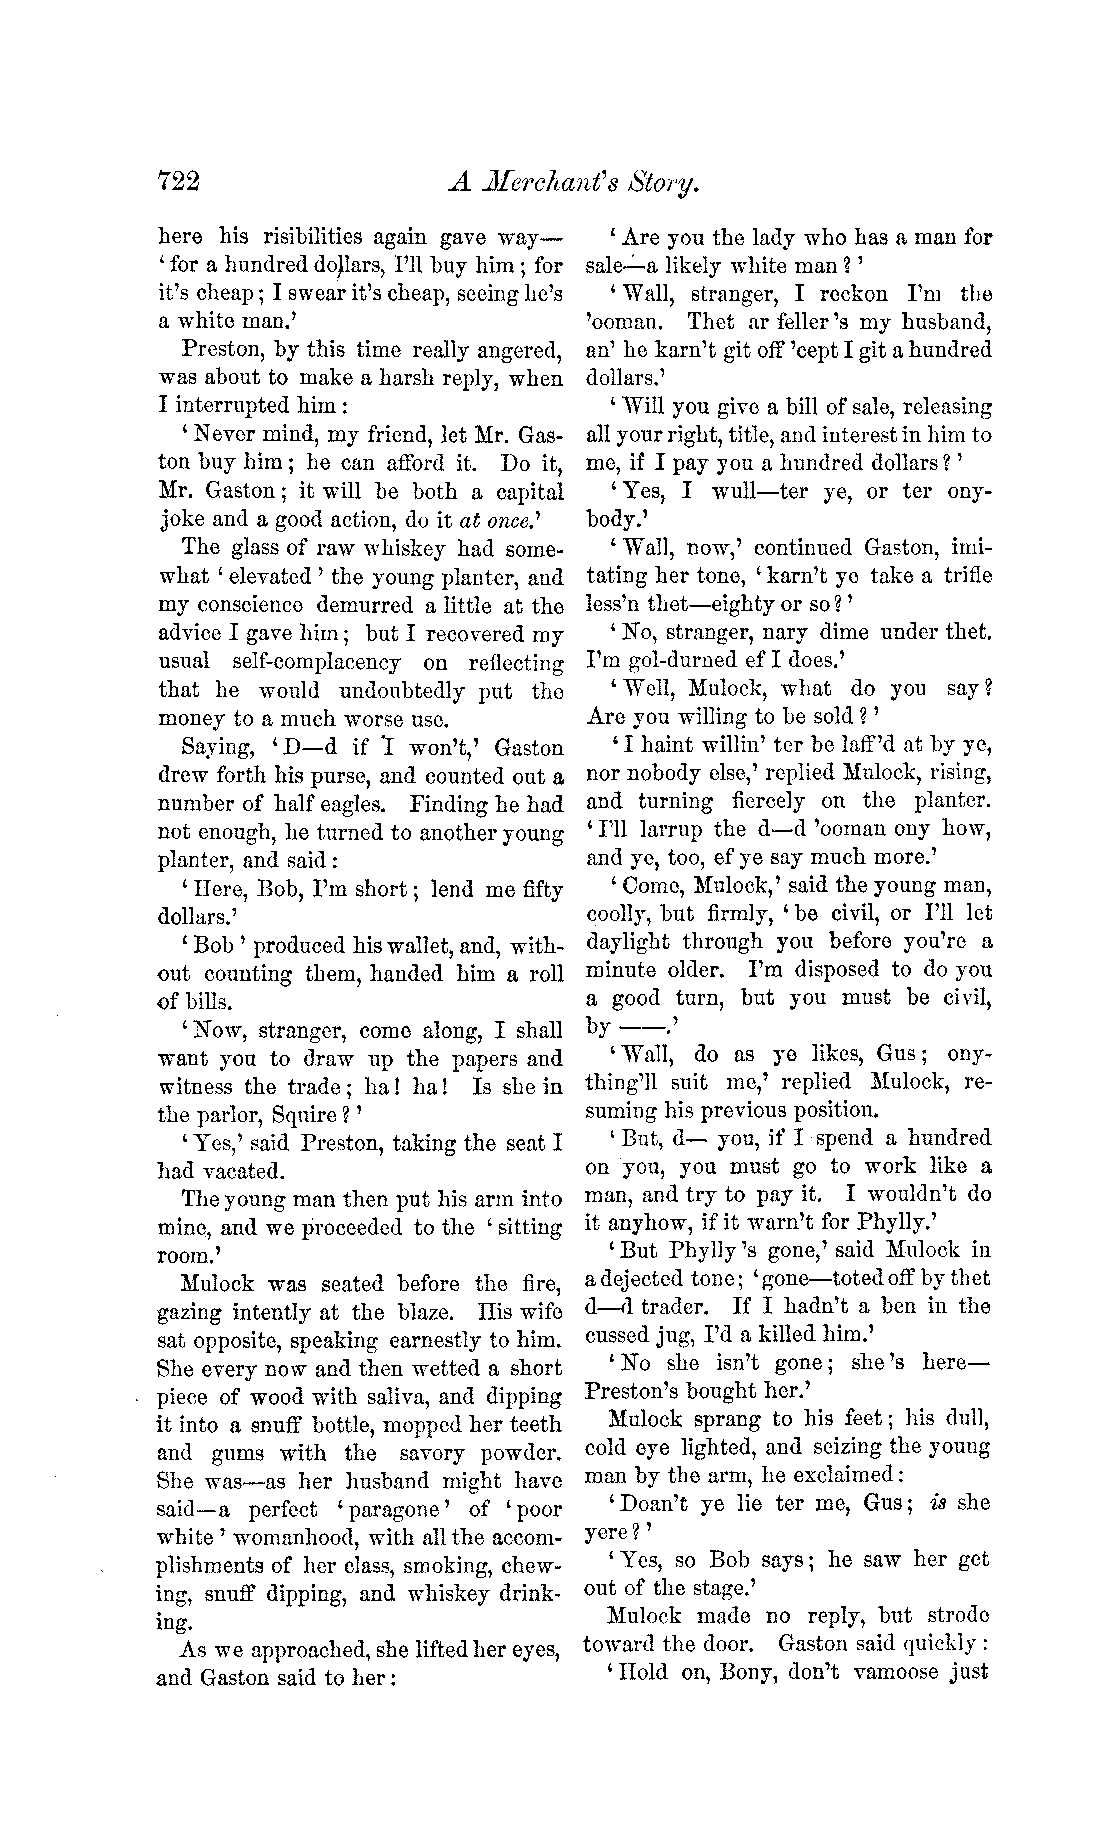 722
A Merchant's Story.
here his risibilities again gave way—
'for a hundred dollars, I'll buy him; for
it's cheap; I swear it's cheap, seeing he's
a white man.'
Preston, by this time really angered,
was about to make a harsh reply, when
I interrupted him:
'Never mind, my friend, let Mr. Gas-
ton buy him; he can afford it. Do it,
Mr. Gaston; it will be both a capital
joke and a good action, do it at once.'
The glass of raw whiskey had some-
what 'elevated' the young planter, and
my conscience demurred a little at the
advice I gave him; but I recovered my
usual self-complacency on reflecting
that he would undoubtedly put the
money to a much worse use.
Saying, 'D—d if I won't,' Gaston
drew forth his purse, and counted out a
number of half eagles. Finding he had
not enough, he turned to another young
planter, and said:
'Here, Bob, I'm short; lend me fifty
dollars.'
'Bob' produced his wallet, and, with-
out counting them, handed him a roll
of bills.
'Now, stranger, come along, I shall
want you to draw up the papers and
witness the trade; ha! ha! Is she in
the parlor, Squire?'
'Yes,' said Preston, taking the seat I
had vacated.
The young man then put his arm into
mine, and we proceeded to the 'sitting
room.'
Mulock was seated before the fire,
gazing intently at the blaze. His wife
sat opposite, speaking earnestly to him.
She every now and then wetted a short
piece of wood with saliva, and dipping
it into a snuff bottle, mopped her teeth
and gums with the savory powder.
She was—as her husband might have
said—a perfect 'paragone' of 'poor
white' womanhood, with all the accom-
plishments of her class, smoking, chew-
ing, snuff dipping, and whiskey drink-
ing.
As we approached, she lifted her eyes,
and Gaston said to her:
'Are you the lady who has a man for
sale—a likely white man?'
'Wall, stranger, I reckon I'm the
'ooman. Thet ar feller's my husband,
an' he karn't git off 'cept I git a hundred
dollars.'
'Will you give a bill of sale, releasing
all your right, title, and interest in him to
me, if I pay you a hundred dollars?'
'Yes, I wull—ter ye, or ter ony-
body.'
'Wall, now,' continued Gaston, imi-
tating her tone, 'karn't ye take a trifle
less'n thet—eighty or so?'
'No, stranger, nary dime under thet.
I'm gol-durned ef I does.'
'Well, Mulock, what do you say?
Are you willing to be sold?'
'I haint willin' ter be laff'd at by ye,
nor nobody else,' replied Mulock, rising,
and turning fiercely on the planter.
'I'll larrup the d—d 'ooman ony how,
and ye, too, ef ye say much more.'
'Come, Mulock,' said the young man,
coolly, but firmly, 'be civil, or I'll let
daylight through you before you're a
minute older. I'm disposed to do you
a good turn, but you must be civil,
by ——.'
'Wall, do as ye likes, Gus; ony-
thing'll suit me,' replied Mulock, re-
suming his previous position.
'But, d— you, if I spend a hundred
on you, you must go to work like a
man, and try to pay it. I wouldn't do
it anyhow, if it warn't for Phylly.'
'But Phylly's gone,' said Mulock in
a dejected tone; 'gone—toted off by thet
d—d trader. If I hadn't a ben in the
cussed jug, I'd a killed him.'
'No she isn't gone; she's here—
Preston's bought her.'
Mulock sprang to his feet; his dull,
cold eye lighted, and seizing the young
man by the arm, he exclaimed:
'Doan't ye lie ter me, Gus; is she
yere?'
'Yes, so Bob says; he saw her get
out of the stage.'
Mulock made no reply, but strode
toward the door. Gaston said quickly:
'Hold on, Bony, don't vamoose just